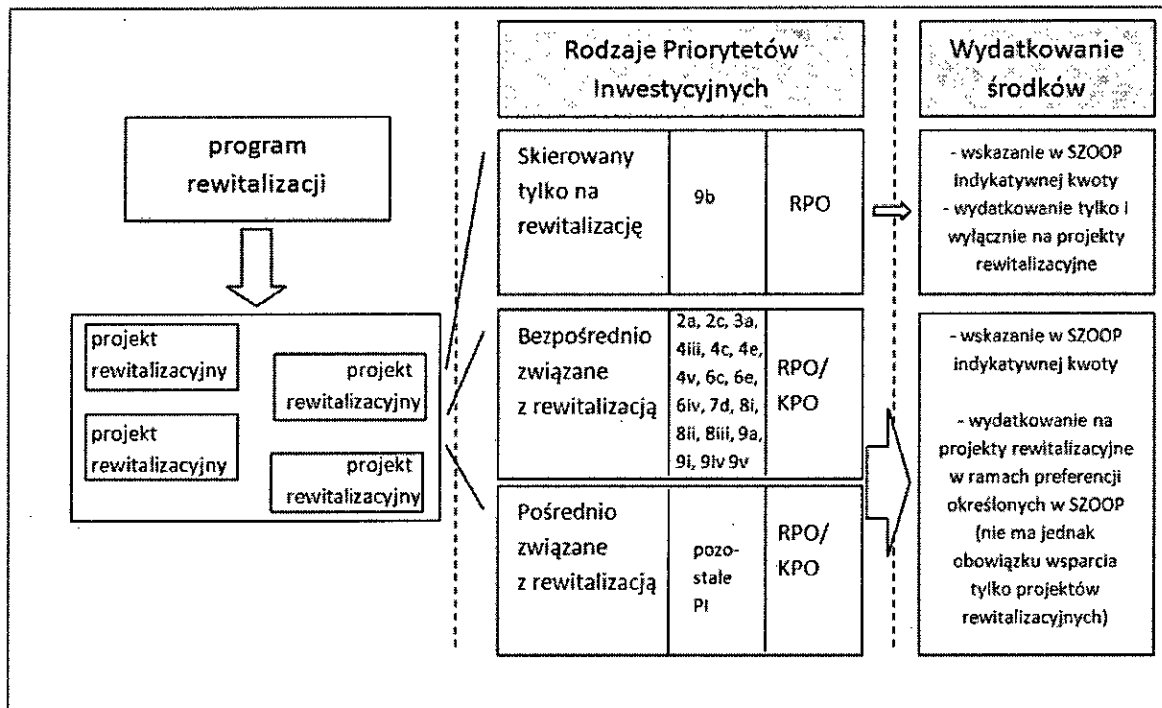 Rodzaje Priorytetów
Inwestycyjnych
Wydatkowanie
środków
program
rewitalizacji
projekt
rewitalizacyjny
projekt
rewitalizacyjny
projekt
rewitalizacyjny
projekt
rewitalizacyjny
Skierowany
tylko na
rewitalizację
9b
RPO
- wskazanie w SZOOP
indykatywnej kwoty
- wydatkowanie tylko i
wyłącznie na projekty
rewitalizacyjne
Bezpośrednio
związane
z rewitalizacją
2a, 2c, 3a,
4iii, 4c, 4e,
4v, 6c, 6e,
6iv, 7d, 8i,
8ii, 8iii, 9a,
9i, 9iv 9v
RPO/
KPO
Pośrednio
związane
z rewitalizacją
pozo-
stałe
PI
RPO/
KPO
- wskazanie w SZOOP
indykatywnej kwoty
- wydatkowanie na
projekty rewitalizacyjne
w ramach preferencji
określonych w SZOOP
(nie ma jednak
obowiązku wsparcia
tylko projektów
rewitalizacyjnych)